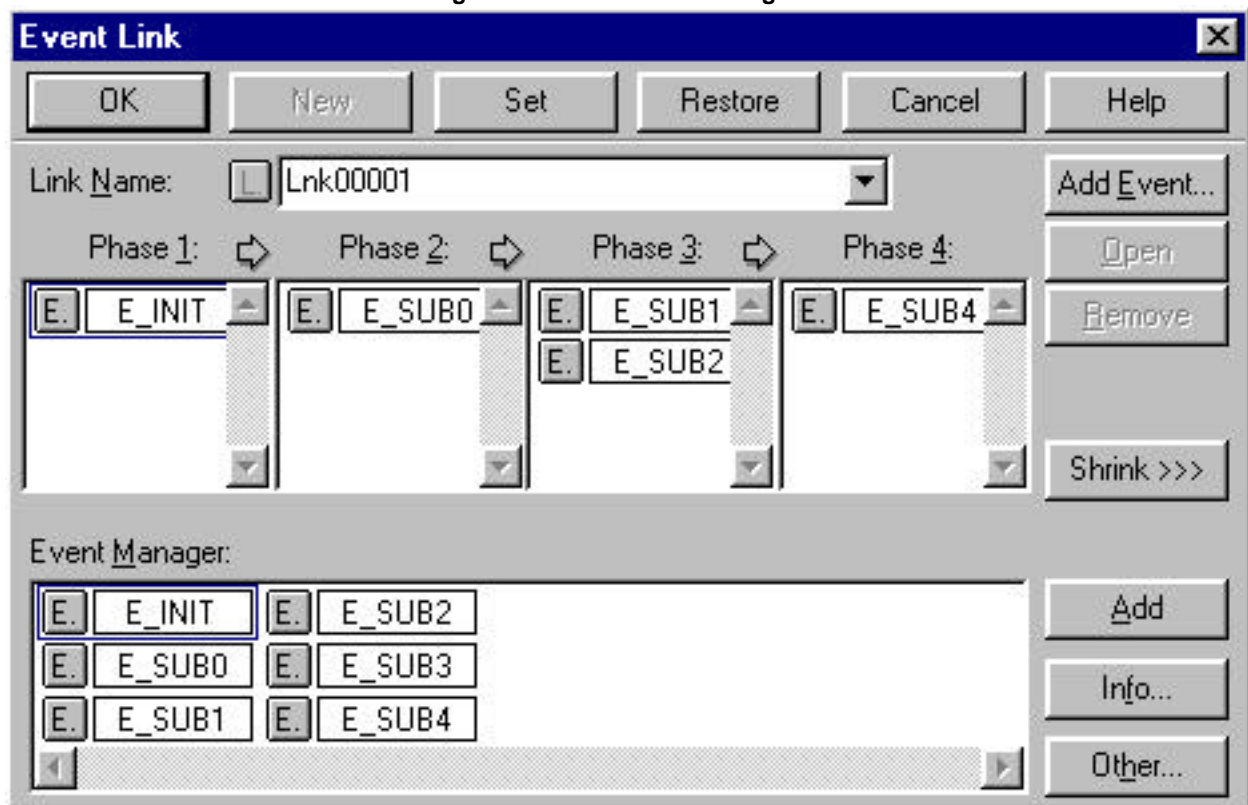 Event Link
OK New Set Restore Cancel Help
Link Name: L. Lnk00001 Add Event...
Phase 1: Phase 2: Phase 3: Phase 4: Open
E. E_INIT E. E_SUB0 E. E_SUB1 E. E_SUB4 Remove
E. E_SUB2
Shrink >>>
Event Manager:
E. E_INIT E. E_SUB2 Add
E. E_SUB0 E. E_SUB3 Info...
E. E_SUB1 E. E_SUB4
Other...